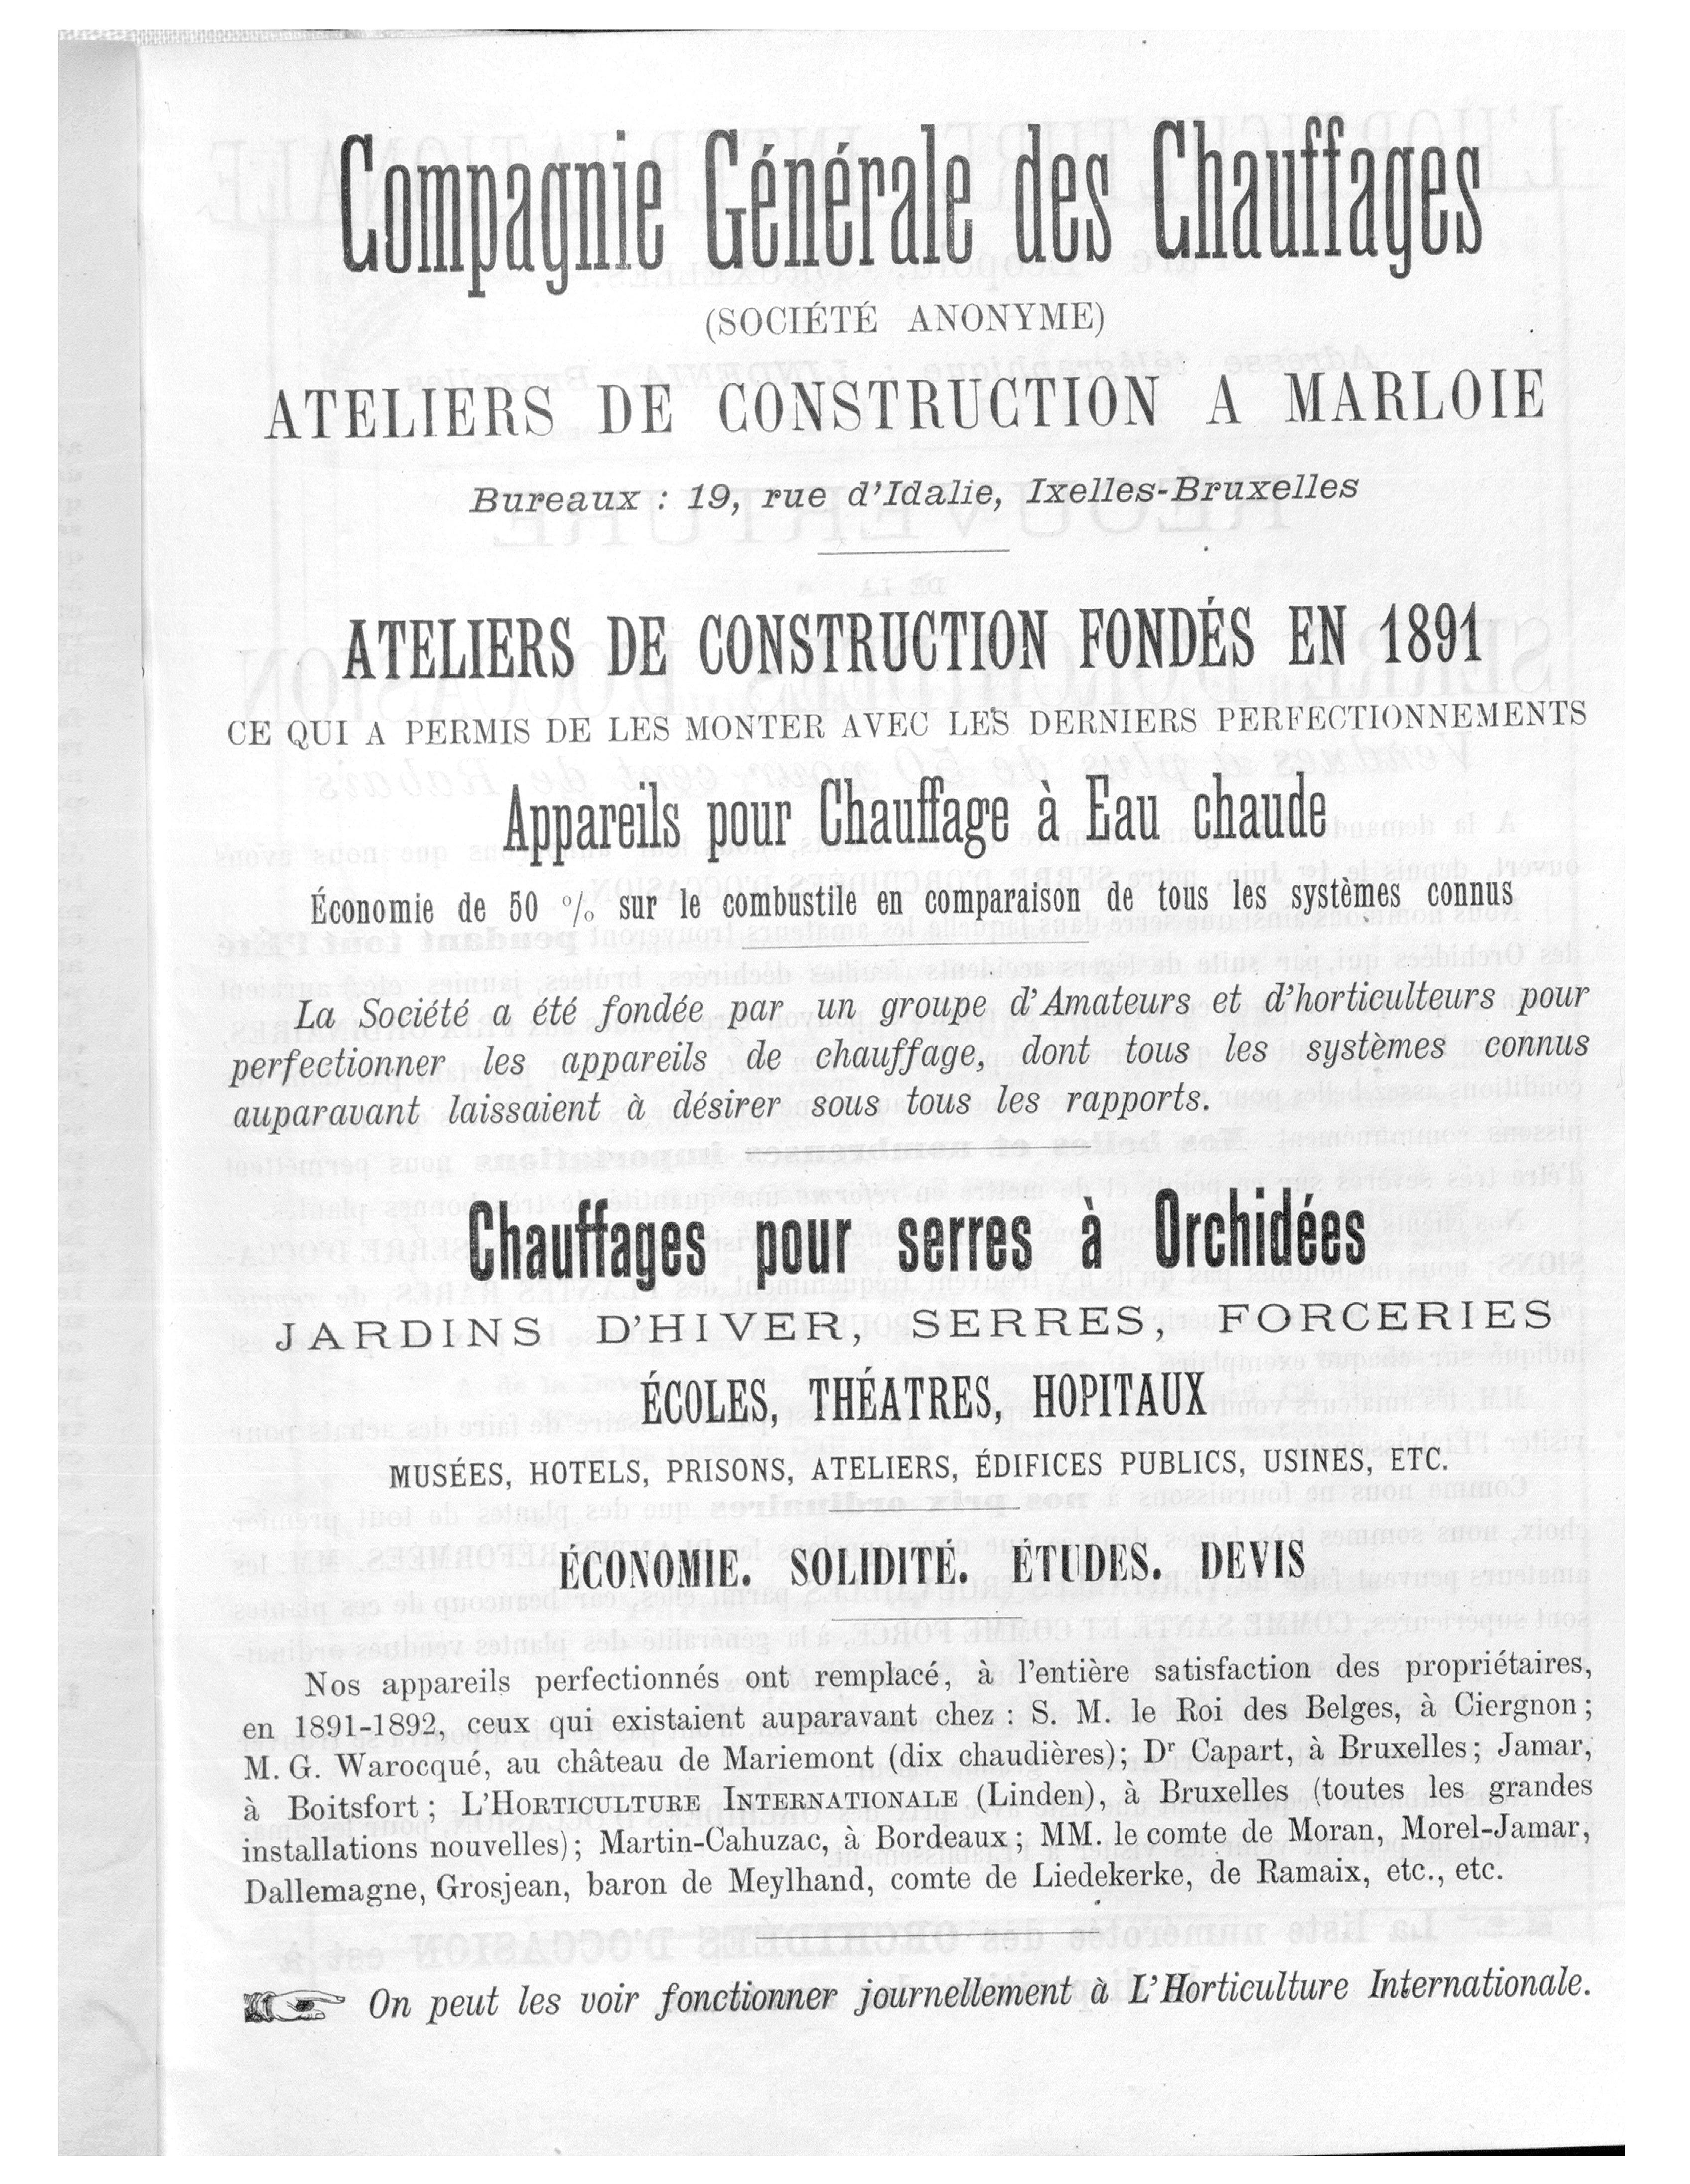 Compagnie Générale des Chauffages
(SOCIÉTÉ ANONYME)
ATELIERS DE CONSTRUCTION A MARLOIE
Bureaux : 19, rue d'Idalie, Ixelles-Bruxelles
ATELIERS DE CONSTRUCTION FONDÉS EN 1891
CE QUI A PERMIS DE LES MONTER AVEC LES DERNIERS PERFECTIONNEMENTS
Appareils pour Chauffage à Eau chaude
Économie de 50 % sur le combustile en comparaison de tous les systèmes connus
La Société a été fondée par un groupe d'Amateurs et d'horticulteurs pour
perfectionner les appareils de chauffage, dont tous les systèmes connus
auparavant laissaient à désirer sous tous les rapports.
Chauffages pour serres à Orchidées
JARDINS D'HIVER, SERRES, FORCERIES
ÉCOLES, THÉATRES, HOPITAUX
MUSÉES, HOTELS, PRISONS, ATELIERS, ÉDIFICES PUBLICS, USINES, ETC.
ÉCONOMIE. SOLIDITÉ. ÉTUDES. DEVIS
Nos appareils perfectionnés ont remplacé, à l'entière satisfaction des propriétaires,
en 1891-1892, ceux qui existaient auparavant chez : S. M. le Roi des Belges, à Ciergnon ;
M. G. Warocqué, au château de Mariemont (dix chaudières) ; Dr Capart, à Bruxelles ; Jamar,
à Boitsfort ; L'HORTICULTURE INTERNATIONALE (Linden), à Bruxelles (toutes les grandes
installations nouvelles) ; Martin-Cahuzac, à Bordeaux ; MM. le comte de Moran, Morel-Jamar,
Dallemagne, Grosjean, baron de Meylhand, comte de Liedekerke, de Ramaix, etc., etc.
On peut les voir fonctionner journellement à L'Horticulture Internationale.